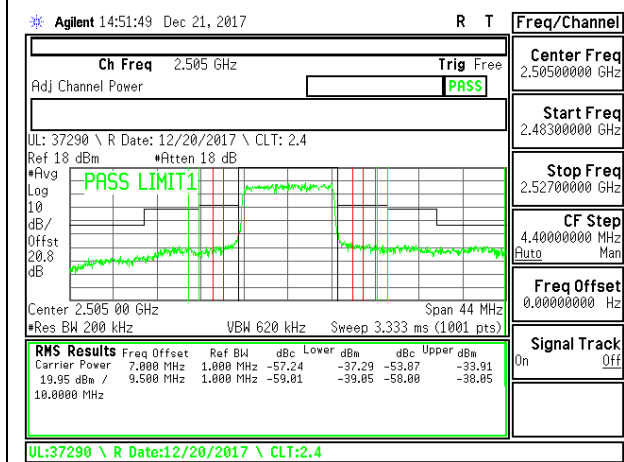 Agilent 14:51:49 Dec 21, 2017 R T
Freq/Channel
Ch Freq 2.505 GHz Trig Free
Adj Channel Power PASS
Center Freq
2.50500000 GHz
Start Freq
2.48300000 GHz
Stop Freq
2.52700000 GHz
CF Step
4.40000000 MHz
Auto Man
Freq Offset
0.00000000 Hz
Signal Track
On Off
UL: 37290 \ R Date: 12/20/2017 \ CLT: 2.4
Ref 18 dBm #Atten 18 dB
#Avg
Log
10
dB/
Offst
20.8
dB
PASS LIMIT1
Center 2.505 00 GHz Span 44 MHz
#Res BW 200 kHz VBW 620 kHz Sweep 3.333 ms (1001 pts)
RMS Results Freq Offset Ref BW dBc Lower dBm dBc Upper dBm
Carrier Power 7.000 MHz 1.000 MHz -57.24 -37.29 -53.87 -33.91
19.95 dBm / 9.500 MHz 1.000 MHz -59.01 -39.05 -58.00 -38.05
10.0000 MHz
UL:37290 \ R Date:12/20/2017 \ CLT:2.4